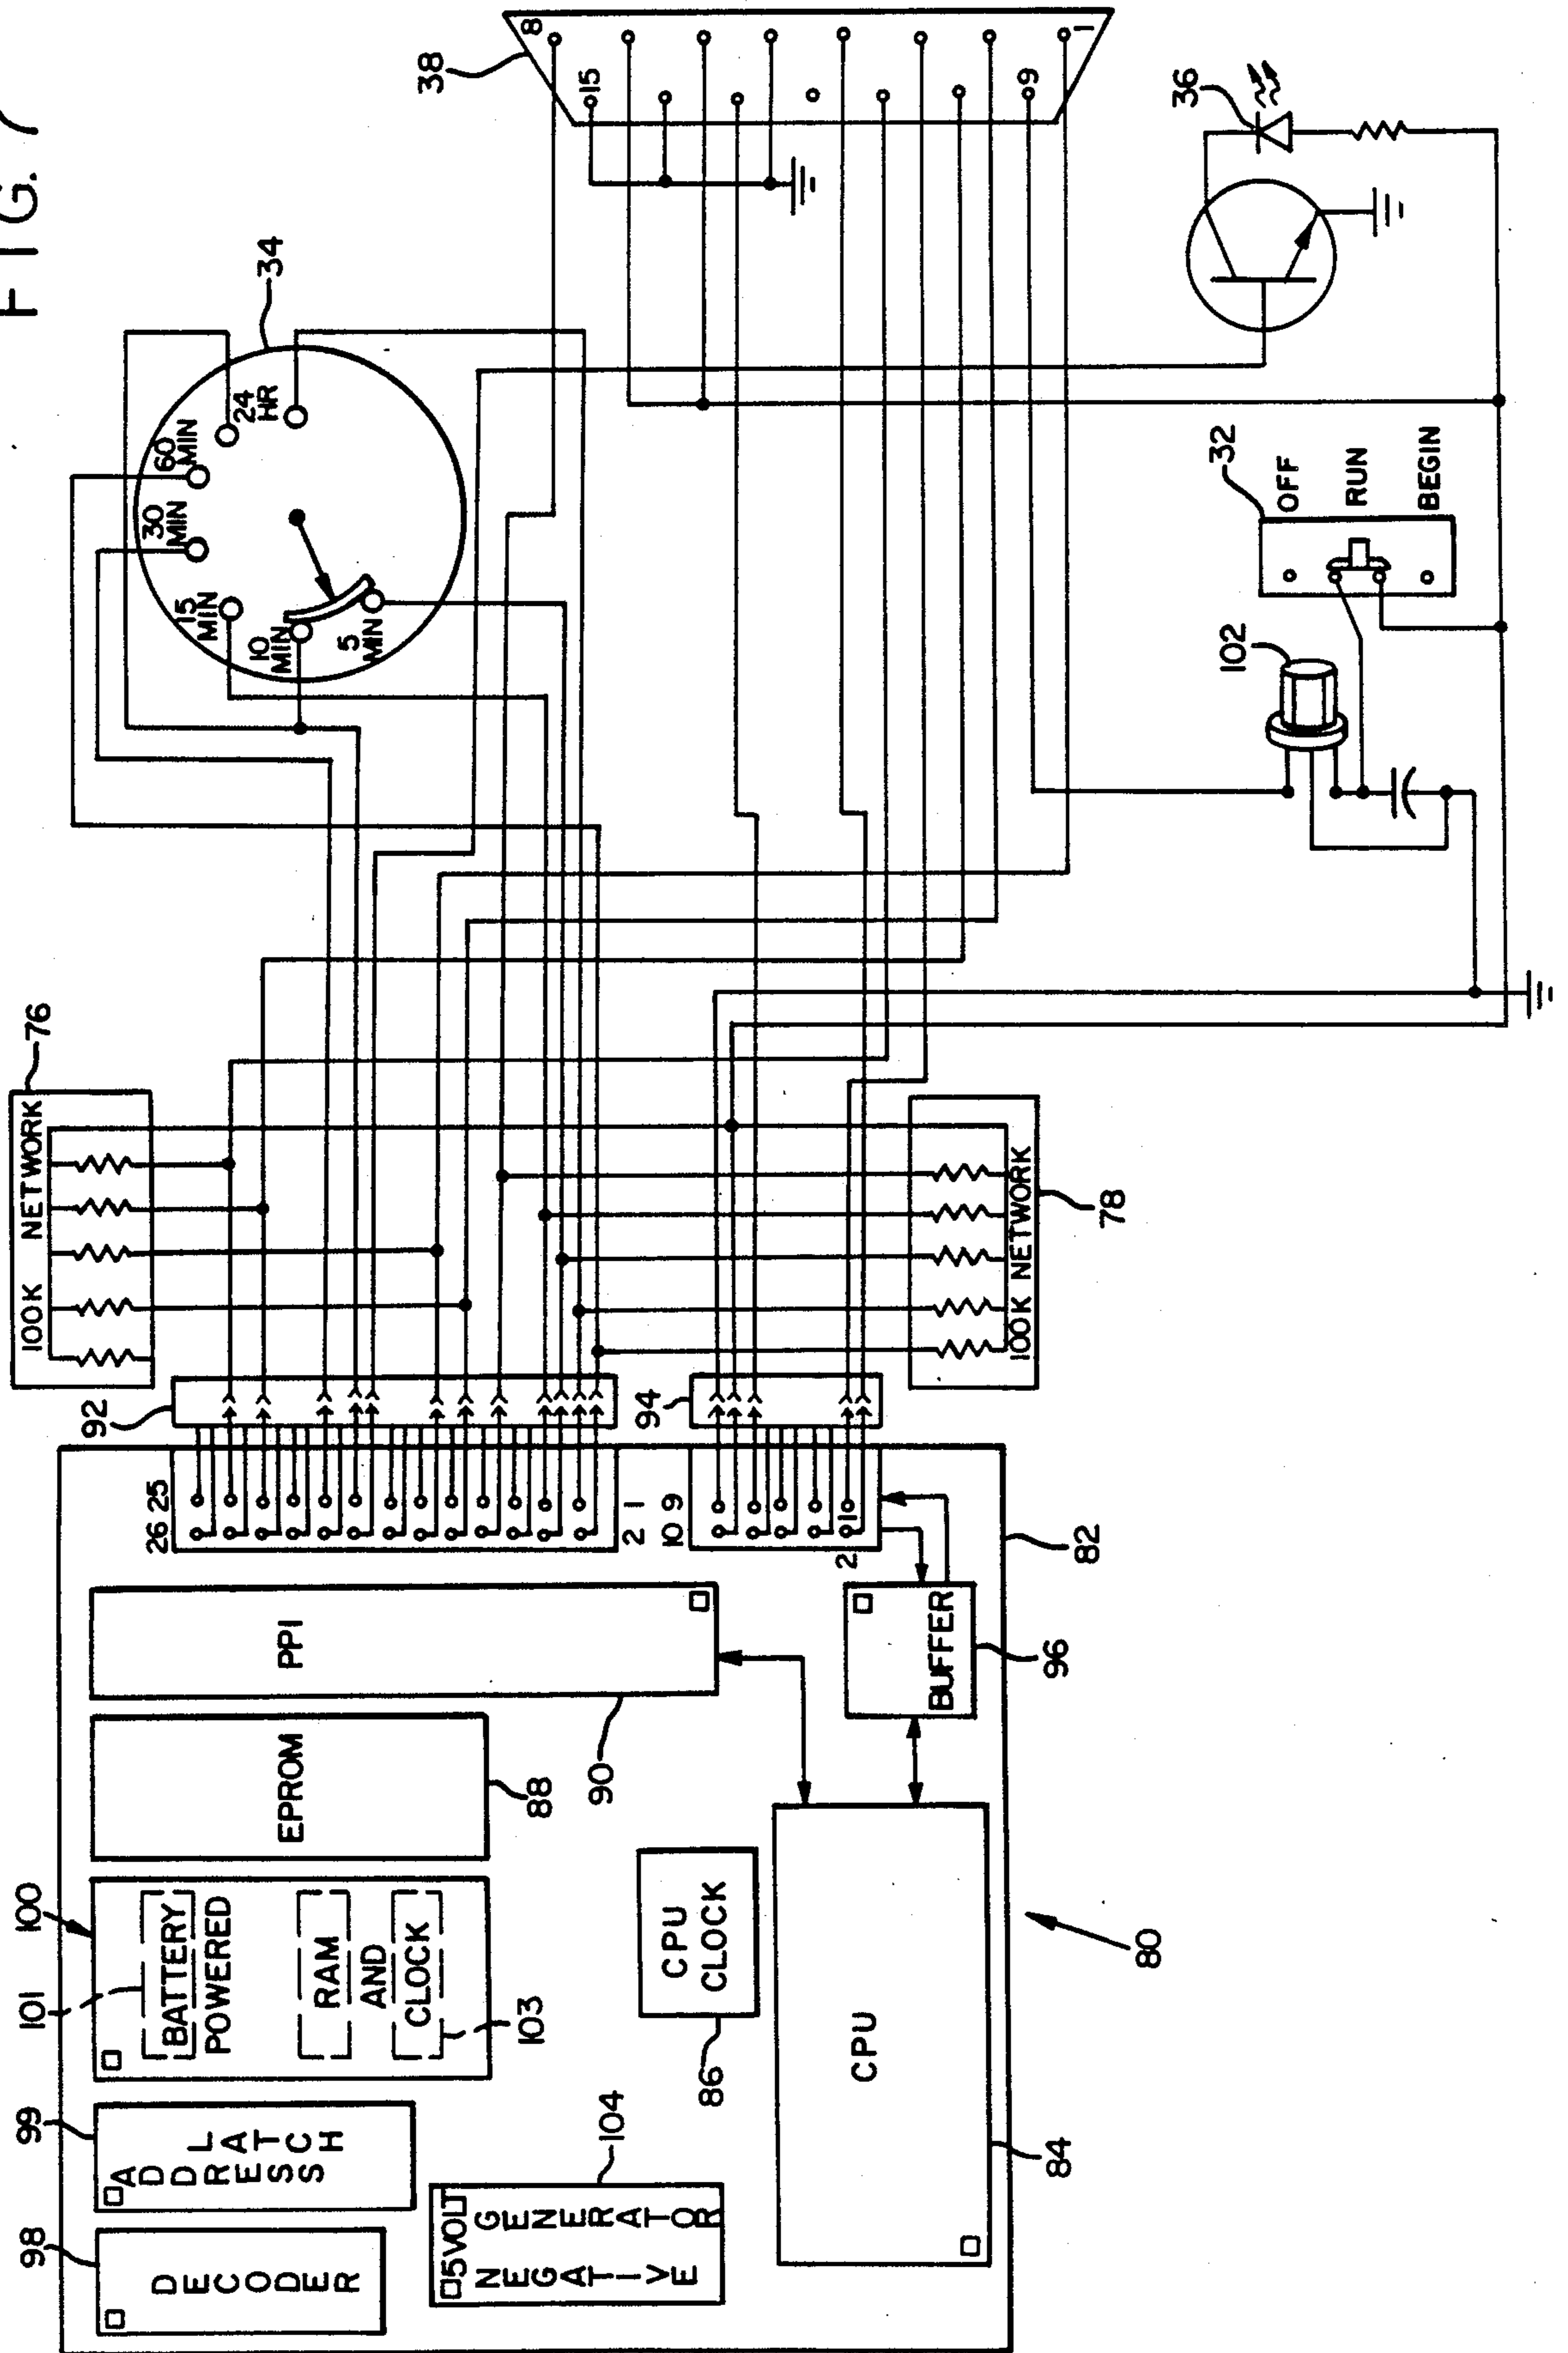 FIG. 7
98
DECODER
99
ADDRESS
LATCH
100
101
BATTERY
POWERED
RAM
AND
CLOCK
103
EPROM
88
PPI
90
5VOLT
NEGATIVE
GENERATOR
104
CPU
CLOCK
86
CPU
84
80
BUFFER
96
82
26 25
2 1
10 9
2 1
92
94
76
100K NETWORK
100K NETWORK
78
34
5
MIN
10
MIN
15
MIN
30
MIN
60
MIN
24
HR
38
8
15
9
1
36
102
32
OFF
RUN
BEGIN